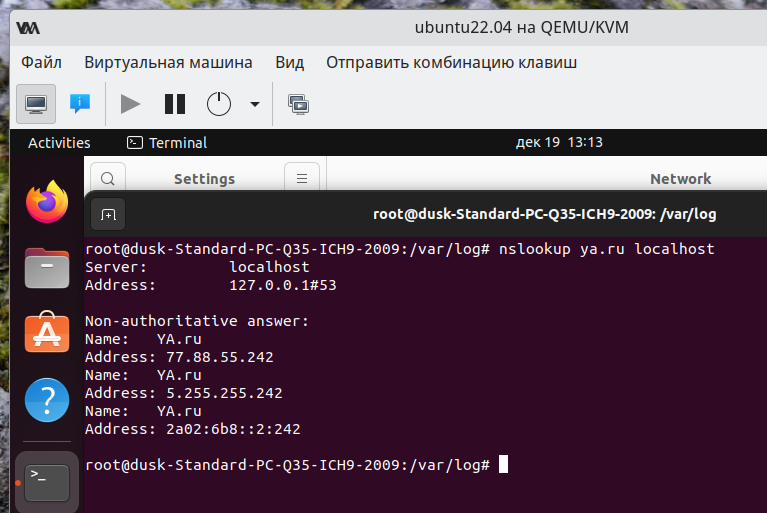 ubuntu22.04 на QEMU/KVM
Файл Виртуальная машина Вид Отправить комбинацию клавиш
Activities Terminal дек 19 13:13
Settings Network
root@dusk-Standard-PC-Q35-ICH9-2009: /var/log
root@dusk-Standard-PC-Q35-ICH9-2009:/var/log# nslookup ya.ru localhost
Server: localhost
Address: 127.0.0.1#53
Non-authoritative answer:
Name: YA.ru
Address: 77.88.55.242
Name: YA.ru
Address: 5.255.255.242
Name: YA.ru
Address: 2a02:6b8::2:242
root@dusk-Standard-PC-Q35-ICH9-2009:/var/log#